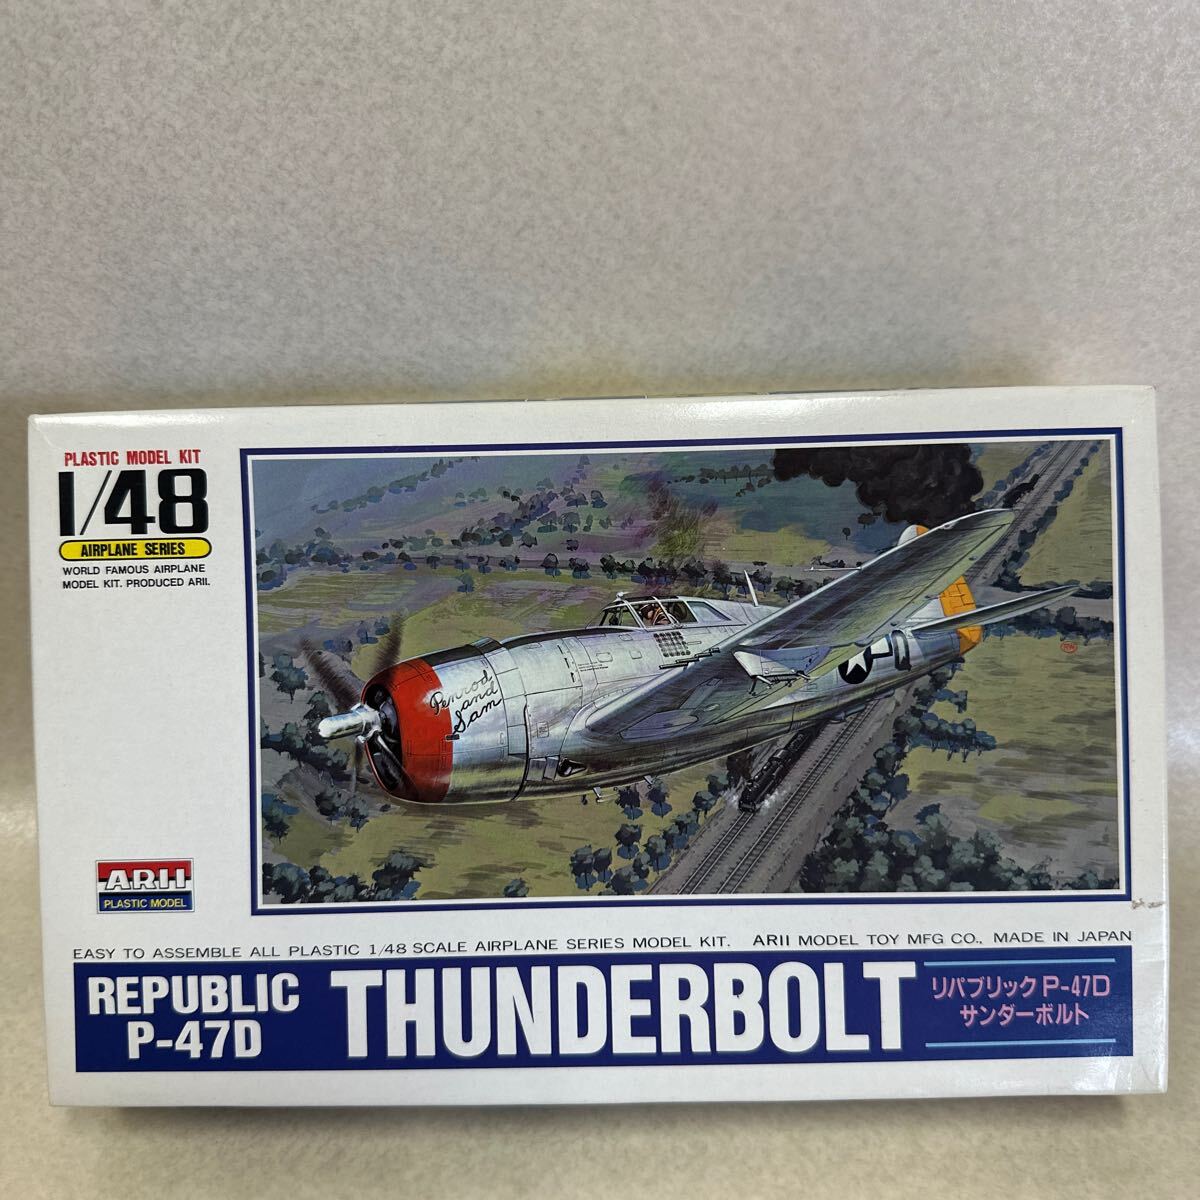 PLASTIC MODEL KIT
1/48
AIRPLANE SERIES
WORLD FAMOUS AIRPLANE
MODEL KIT. PRODUCED ARII.
Penrod
and
Sam
Q
ARII
PLASTIC MODEL
EASY TO ASSEMBLE ALL PLASTIC 1/48 SCALE AIRPLANE SERIES MODEL KIT. ARII MODEL TOY MFG CO., MADE IN JAPAN
REPUBLIC
P-47D
THUNDERBOLT
リパブリック P-47D
サンダーボルト